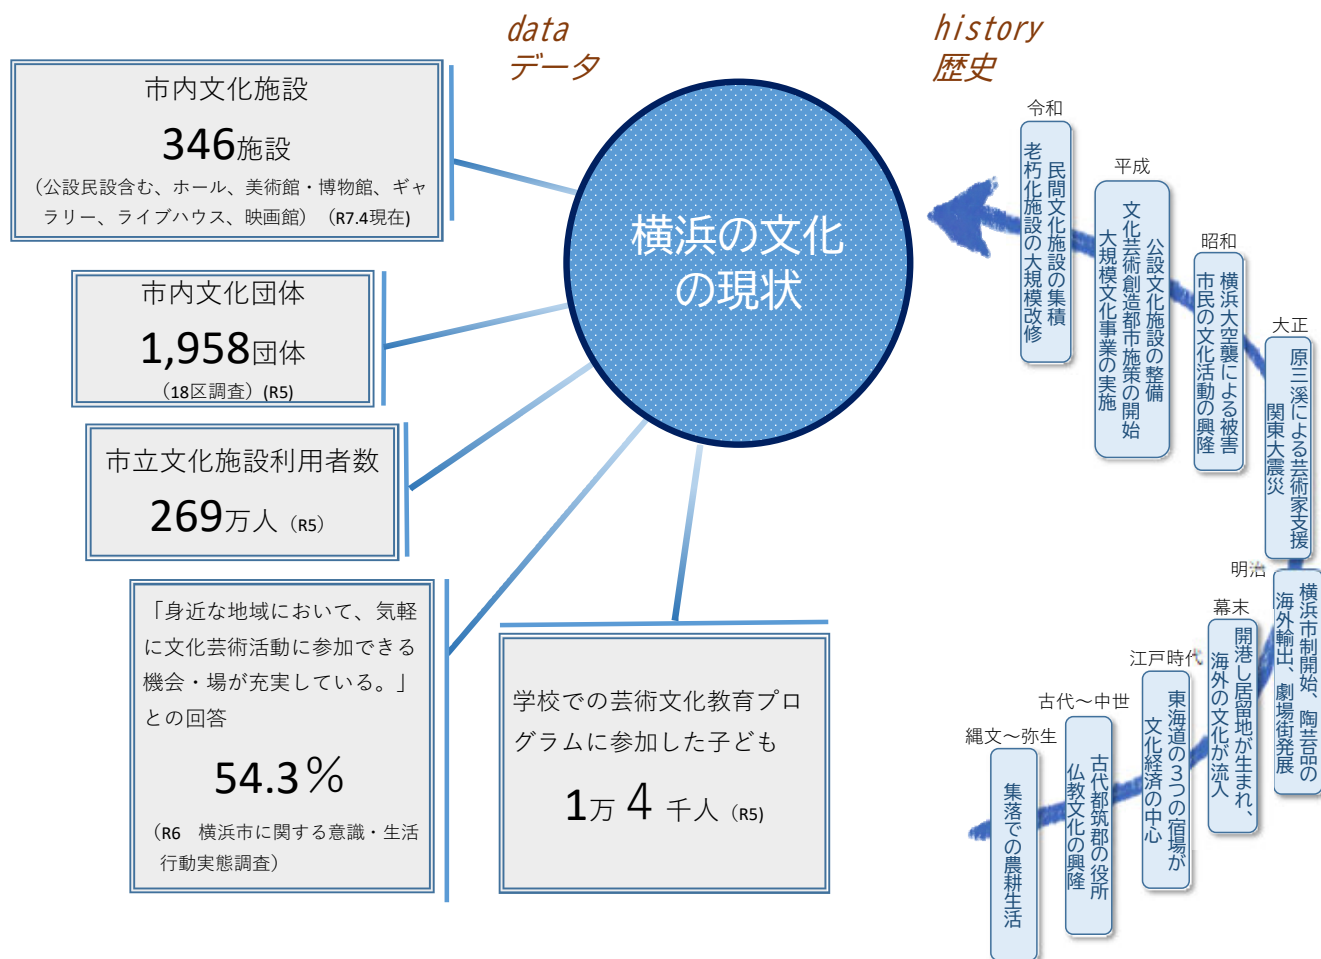 data
データ
history
歴史
横浜の文化
の現状
市内文化施設
346施設
（公設民設含む、ホール、美術館・博物館、ギャ
ラリー、ライブハウス、映画館）（R7.4現在)
市内文化団体
1,958団体
（18区調査）(R5)
市立文化施設利用者数
269万人（R5）
「身近な地域において、気軽
に文化芸術活動に参加できる
機会・場が充実している。」
との回答
54.3％
（R6　横浜市に関する意識・生活
行動実態調査）
学校での芸術文化教育プロ
グラムに参加した子ども
1万４千人（R5)
令和
民間文化施設の集積
老朽化施設の大規模改修
平成
公設文化施設の整備
文化芸術創造都市施策の開始
大規模文化事業の実施
昭和
横浜大空襲による被害
市民の文化活動の興隆
大正
原三溪による芸術家支援
関東大震災
明治
横浜市制開始、陶芸品の
海外輸出、劇場街発展
幕末
開港し居留地が生まれ、
海外の文化が流入
江戸時代
東海道の３つの宿場が
文化経済の中心
古代～中世
古代都筑郡の役所
仏教文化の興隆
縄文～弥生
集落での農耕生活